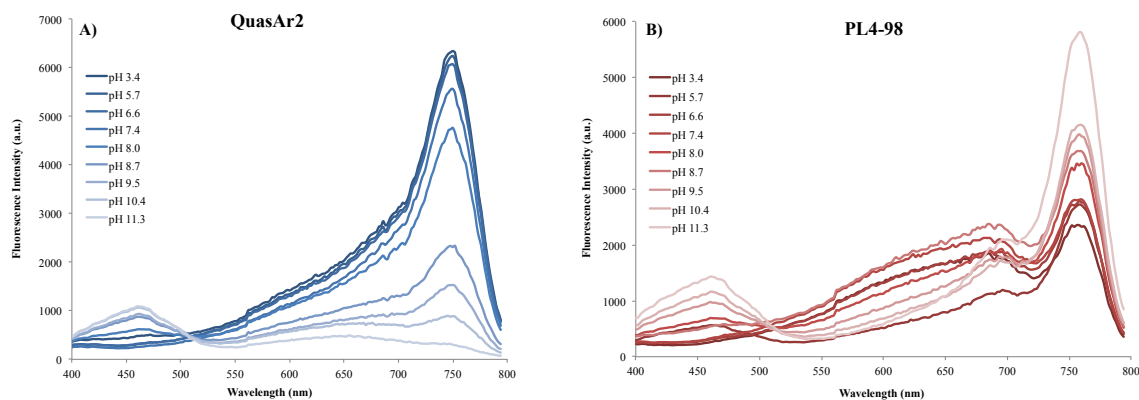 QuasAr2
A)
7000
6000
5000
4000
3000
2000
1000
0
Fluorescence Intensity (a.u.)
pH 3.4
pH 5.7
pH 6.6
pH 7.4
pH 8.0
pH 8.7
pH 9.5
pH 10.4
pH 11.3
400 450 500 550 600 650 700 750 800
Wavelength (nm)
PL4-98
B)
6000
5000
4000
3000
2000
1000
0
Fluorescence Intensity (a.u.)
pH 3.4
pH 5.7
pH 6.6
pH 7.4
pH 8.0
pH 8.7
pH 9.5
pH 10.4
pH 11.3
400 450 500 550 600 650 700 750 800
Wavelength (nm)